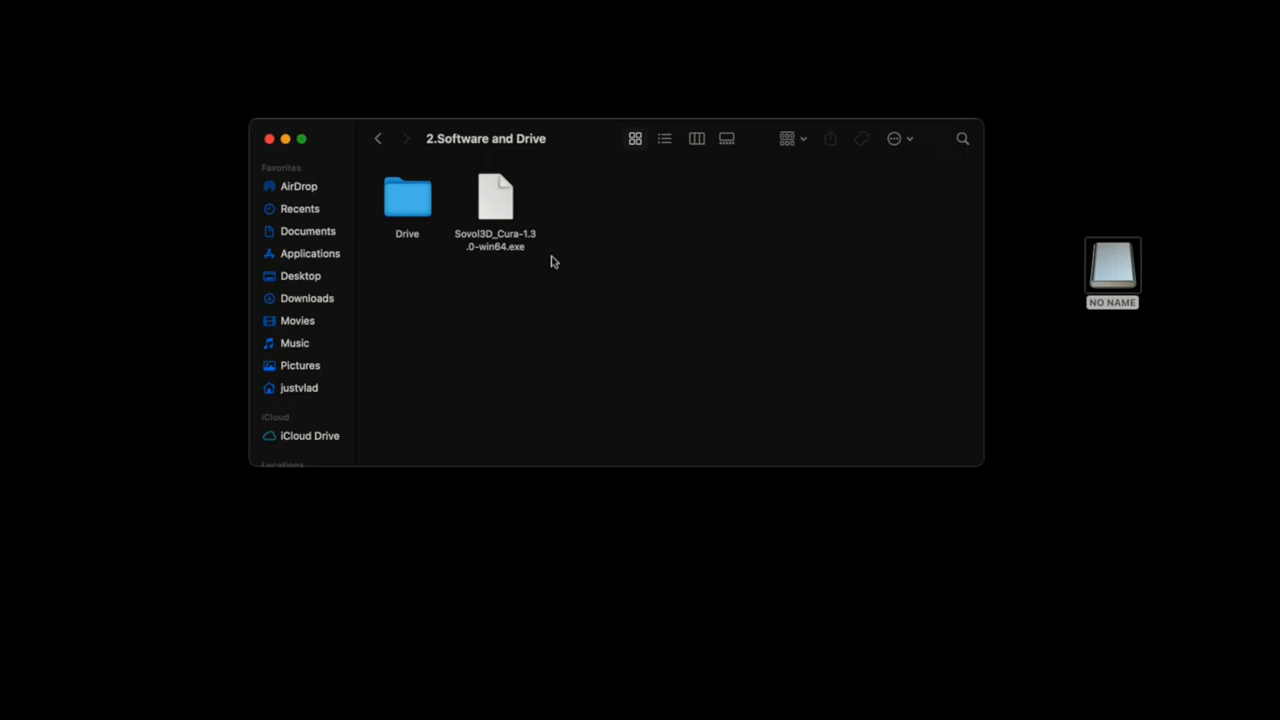 2.Software and Drive
Favorites
AirDrop
Recents
Documents
Applications
Desktop
Downloads
Movies
Music
Pictures
justvlad
iCloud
iCloud Drive
Locations
Drive
Sovol3D_Cura-1.3
.0-win64.exe
NO NAME